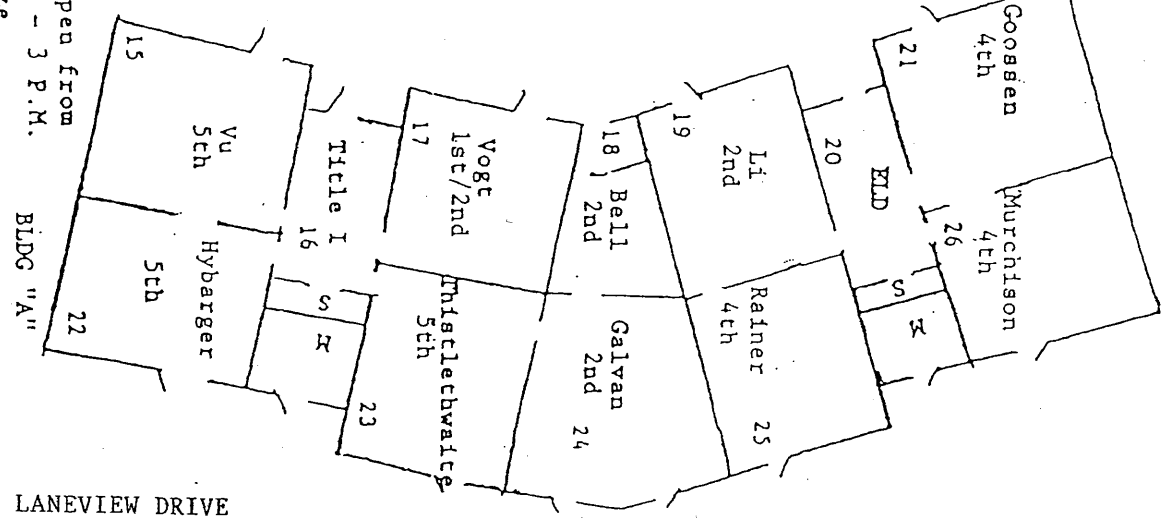 pen from
- 3 P.M.
15
Vu
5th
Title I
16
17
Vogt
1st/2nd
18
Bell
2nd
19
Li
2nd
20
ELD
21
Goossen
4th
Murchison
4th
26
S
W
Rainer
4th
25
Galvan
2nd
24
Thistlethwaite
5th
23
S
W
Hybarger
5th
22
BLDG "A"
LANEVIEW DRIVE